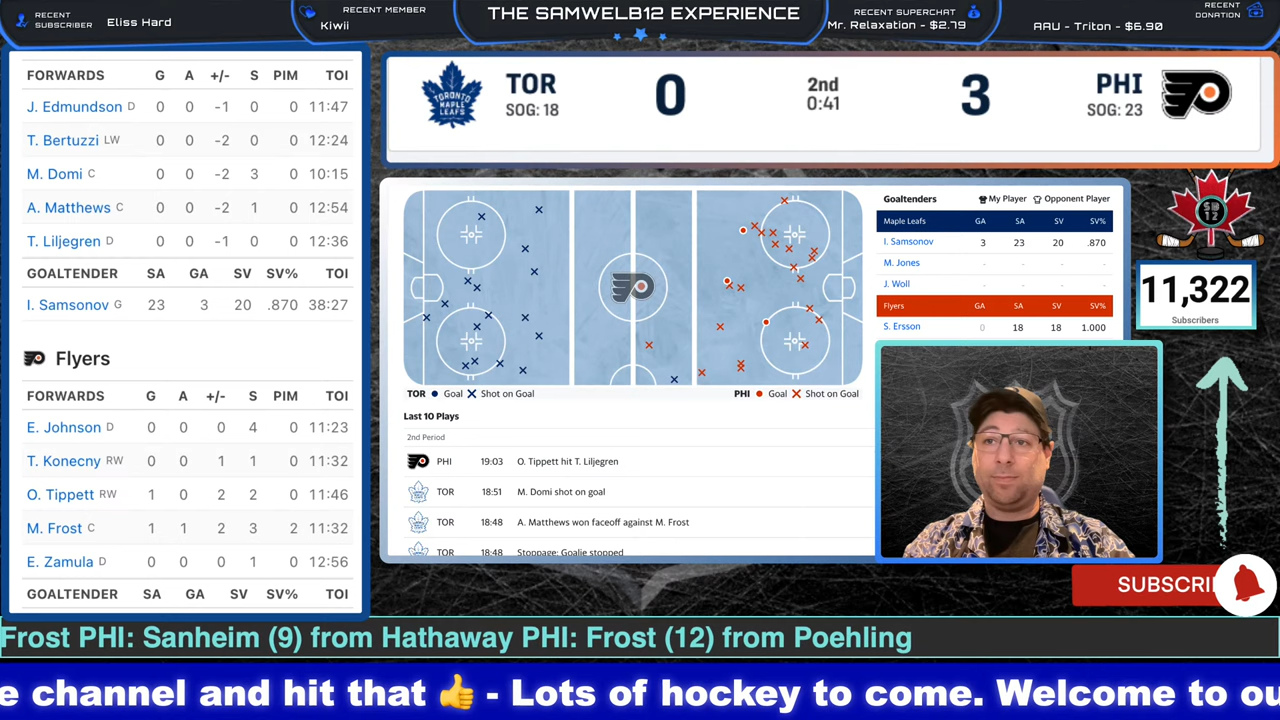 RECENT SUBSCRIBER
Eliss Hard
RECENT MEMBER
Kiwii
THE SAMWELB12 EXPERIENCE
RECENT SUPERCHAT
Mr. Relaxation - $2.79
RECENT DONATION
AAU - Triton - $6.90
FORWARDS G A +/- S PIM TOI
J. Edmundson D 0 0 -1 0 0 11:47
T. Bertuzzi LW 0 0 -2 0 0 12:24
M. Domi C 0 0 -2 3 0 10:15
A. Matthews C 0 0 -2 1 0 12:54
T. Liljegren D 0 0 -1 0 0 12:36
GOALTENDER SA GA SV SV% TOI
I. Samsonov G 23 3 20 .870 38:27
Flyers
FORWARDS G A +/- S PIM TOI
E. Johnson D 0 0 0 4 0 11:23
T. Konecny RW 0 0 1 1 0 11:32
O. Tippett RW 1 0 2 2 0 11:46
M. Frost C 1 1 2 3 2 11:32
E. Zamula D 0 0 0 1 0 12:56
GOALTENDER SA GA SV SV% TOI
TORONTO MAPLE LEAFS
TOR
SOG: 18
0
2nd
0:41
3
PHI
SOG: 23
TOR Goal Shot on Goal
PHI Goal Shot on Goal
Last 10 Plays
2nd Period
PHI 19:03 O. Tippett hit T. Liljegren
TOR 18:51 M. Domi shot on goal
TOR 18:48 A. Matthews won faceoff against M. Frost
TOR 18:48 Stoppage: Goalie stopped
Goaltenders My Player Opponent Player
Maple Leafs GA SA SV SV%
I. Samsonov 3 23 20 .870
M. Jones - - - -
J. Woll - - - -
Flyers GA SA SV SV%
S. Ersson 0 18 18 1.000
SB
12
11,322
Subscribers
SUBSCRI
Frost PHI: Sanheim (9) from Hathaway PHI: Frost (12) from Poehling
e channel and hit that 👍 - Lots of hockey to come. Welcome to ou